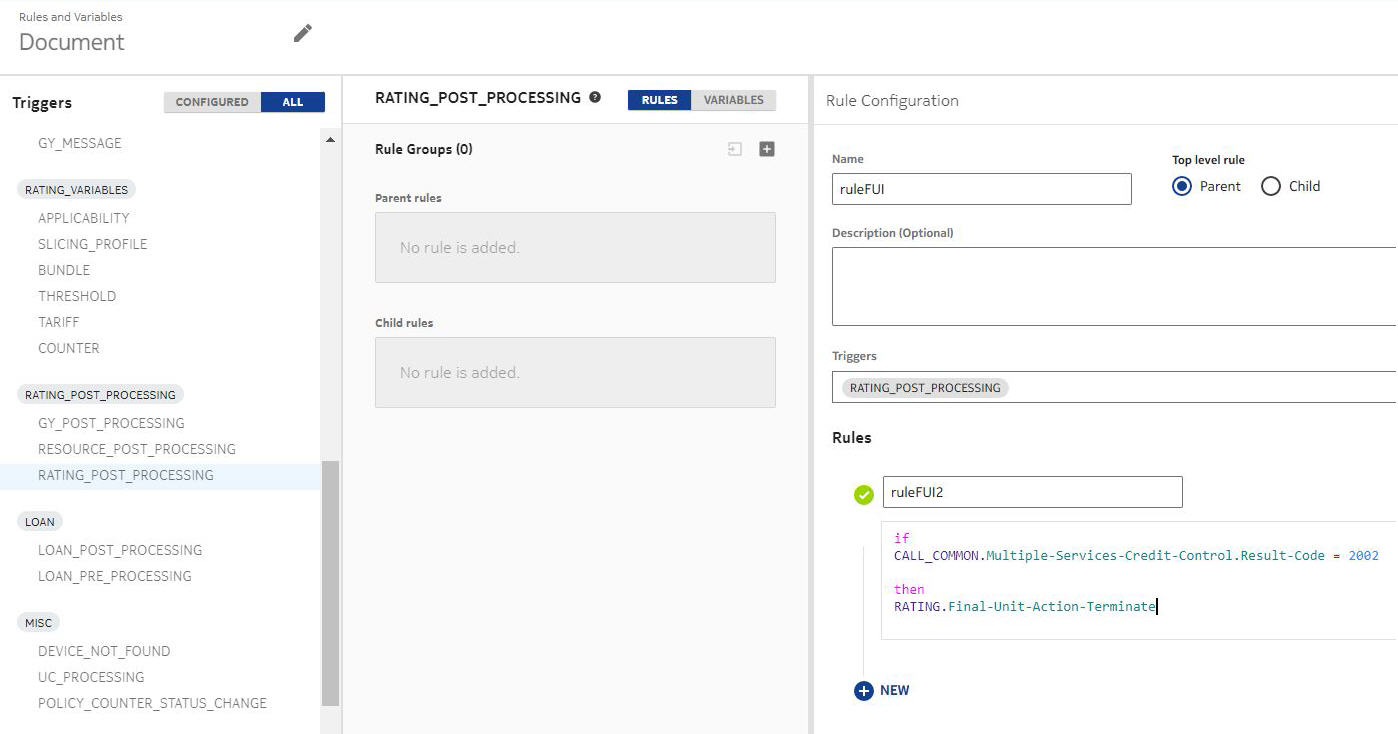 Rules and Variables
Document
Triggers
CONFIGURED
ALL
GY_MESSAGE
RATING_VARIABLES
APPLICABILITY
SLICING_PROFILE
BUNDLE
THRESHOLD
TARIFF
COUNTER
RATING_POST_PROCESSING
GY_POST_PROCESSING
RESOURCE_POST_PROCESSING
RATING_POST_PROCESSING
LOAN
LOAN_POST_PROCESSING
LOAN_PRE_PROCESSING
MISC
DEVICE_NOT_FOUND
UC_PROCESSING
POLICY_COUNTER_STATUS_CHANGE
RATING_POST_PROCESSING ?
RULES
VARIABLES
Rule Groups (0)
Parent rules
No rule is added.
Child rules
No rule is added.
Rule Configuration
Name
ruleFUI
Top level rule
Parent
Child
Description (Optional)
Triggers
RATING_POST_PROCESSING
Rules
ruleFUI2
if
CALL_COMMON.Multiple-Services-Credit-Control.Result-Code = 2002
then
RATING.Final-Unit-Action-Terminate
NEW